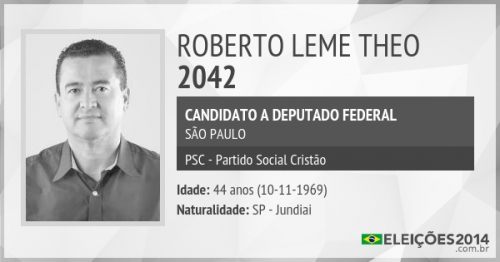 ROBERTO LEME THEO
2042
CANDIDATO A DEPUTADO FEDERAL
SÃO PAULO
PSC - Partido Social Cristão
Idade: 44 anos (10-11-1969)
Naturalidade: SP - Jundiai
ELEIÇÕES2014
.com.br